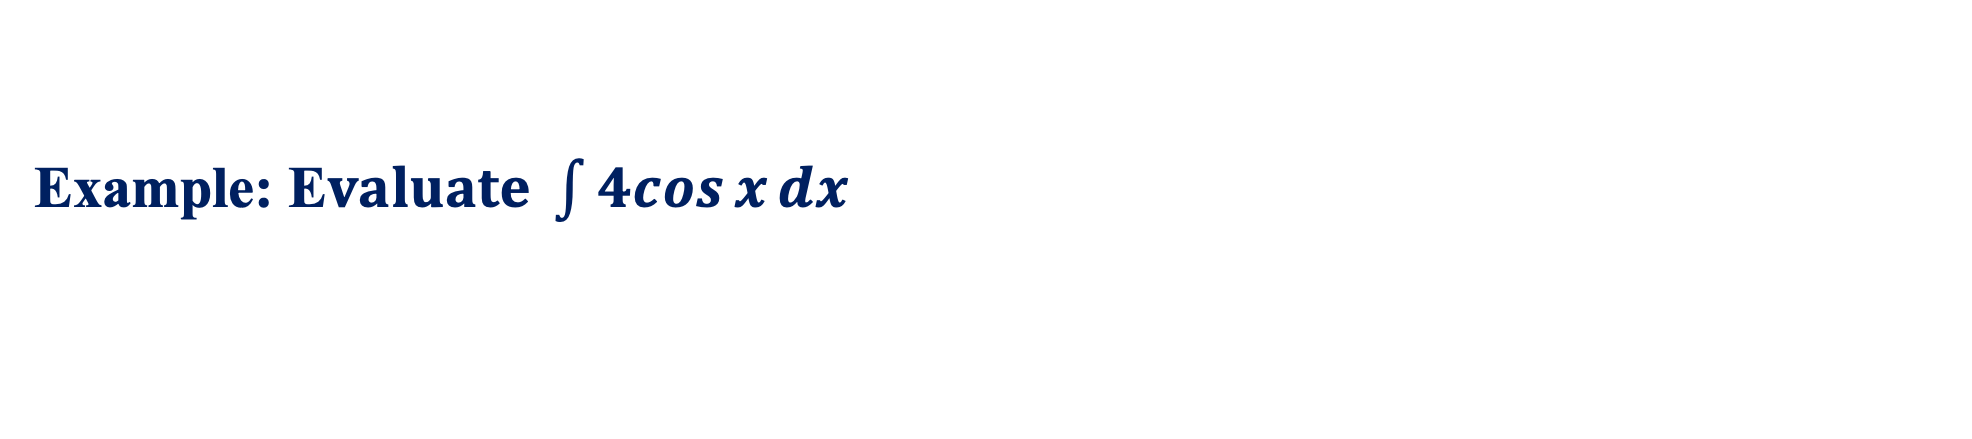 Example: Evaluate ∫ 4cos x dx